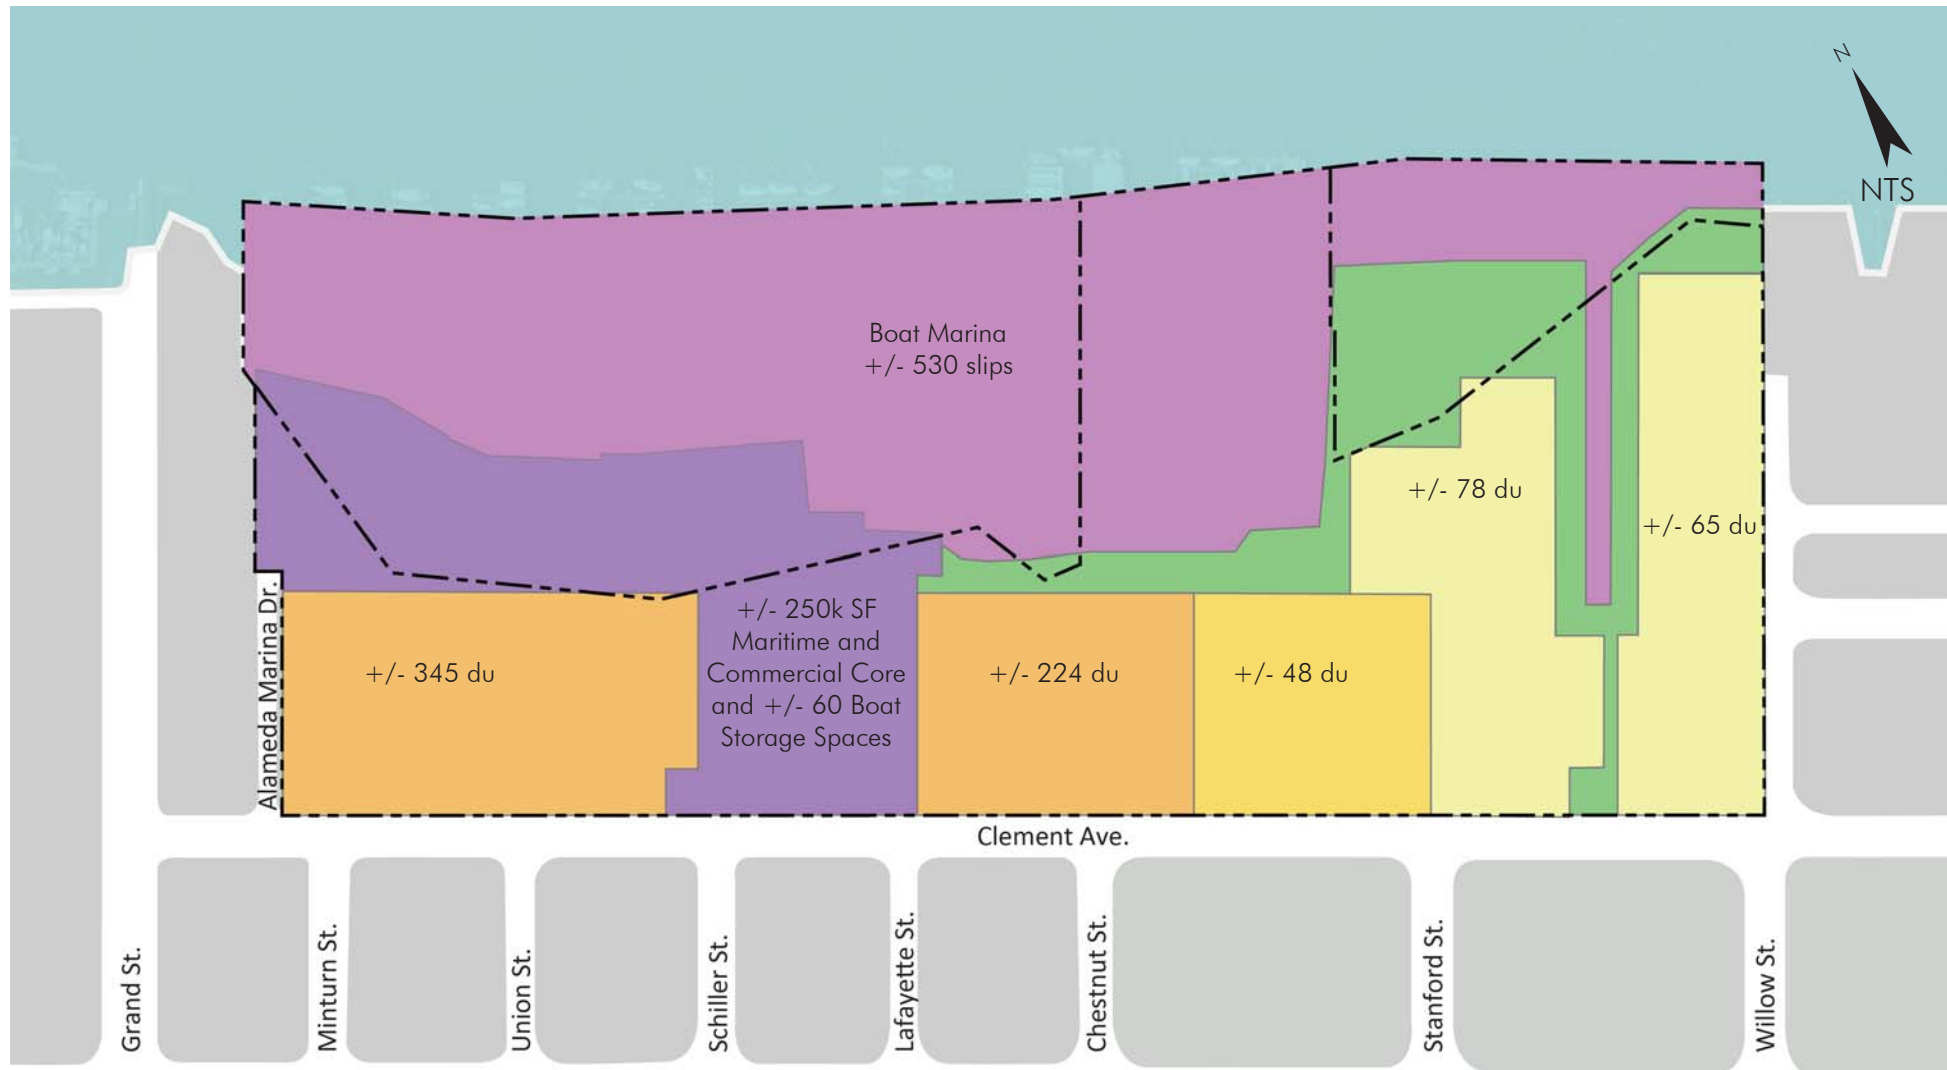 N
NTS
Boat Marina
+/- 530 slips
+/- 78 du
+/- 65 du
+/- 250k SF
Maritime and
Commercial Core
and +/- 60 Boat
Storage Spaces
+/- 345 du
+/- 224 du
+/- 48 du
Alameda Marina Dr.
Clement Ave.
Grand St.
Minturn St.
Union St.
Schiller St.
Lafayette St.
Chestnut St.
Stanford St.
Willow St.